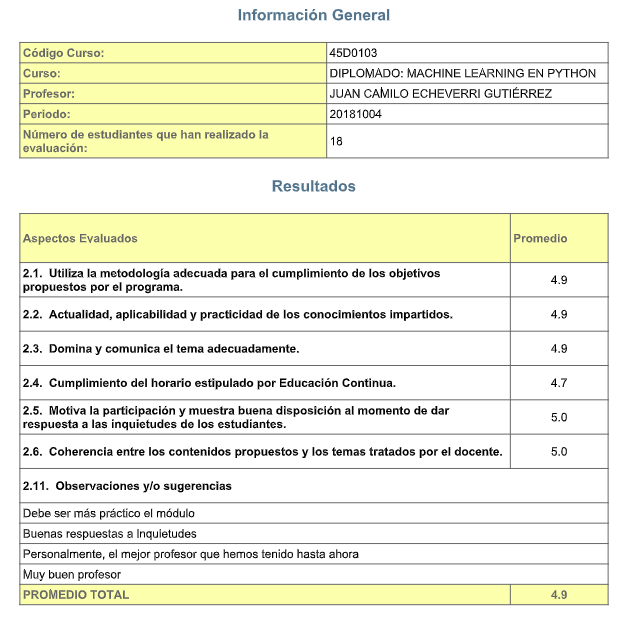 Información General
Código Curso: 45D0103
Curso: DIPLOMADO: MACHINE LEARNING EN PYTHON
Profesor: JUAN CAMILO ECHEVERRI GUTIÉRREZ
Periodo: 20181004
Número de estudiantes que han realizado la
evaluación: 18
Resultados
Aspectos Evaluados Promedio
2.1. Utiliza la metodología adecuada para el cumplimiento de los objetivos
propuestos por el programa. 4.9
2.2. Actualidad, aplicabilidad y practicidad de los conocimientos impartidos. 4.9
2.3. Domina y comunica el tema adecuadamente. 4.9
2.4. Cumplimiento del horario estipulado por Educación Continua. 4.7
2.5. Motiva la participación y muestra buena disposición al momento de dar
respuesta a las inquietudes de los estudiantes. 5.0
2.6. Coherencia entre los contenidos propuestos y los temas tratados por el docente. 5.0
2.11. Observaciones y/o sugerencias
Debe ser más práctico el módulo
Buenas respuestas a Inquietudes
Personalmente, el mejor profesor que hemos tenido hasta ahora
Muy buen profesor
PROMEDIO TOTAL 4.9